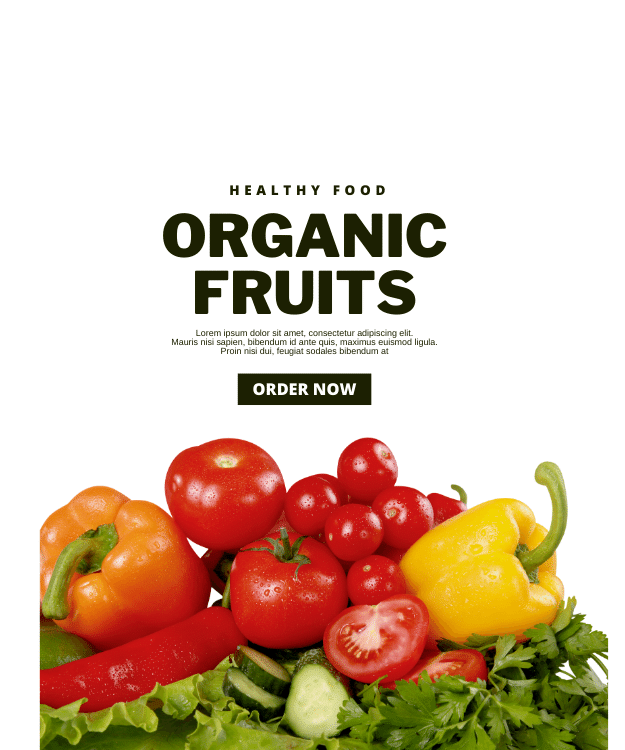 HEALTHY FOOD
ORGANIC
FRUITS
Lorem ipsum dolor sit amet, consectetur adipiscing elit.
Mauris nisi sapien, bibendum id ante quis, maximus euismod ligula.
Proin nisi dui, feugiat sodales bibendum at
ORDER NOW